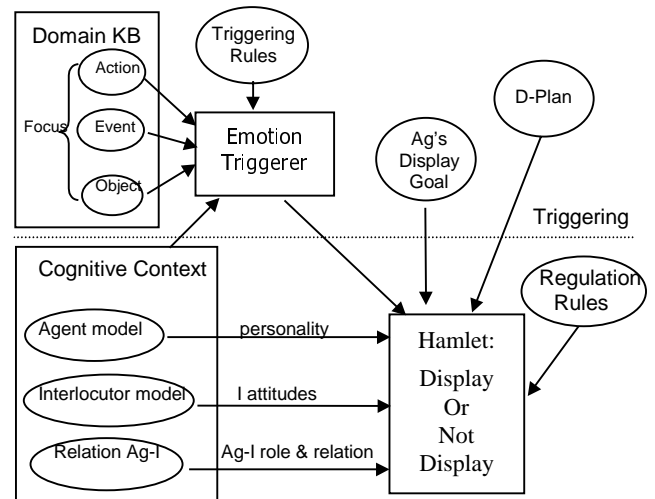 Domain KB
Action
Focus
Event
Object
Triggering
Rules
Emotion
Triggerer
Ag's
Display
Goal
D-Plan
Triggering
Cognitive Context
Agent model
personality
Interlocutor model
I attitudes
Relation Ag-I
Ag-I role & relation
Hamlet:
Display
Or
Not
Display
Regulation
Rules